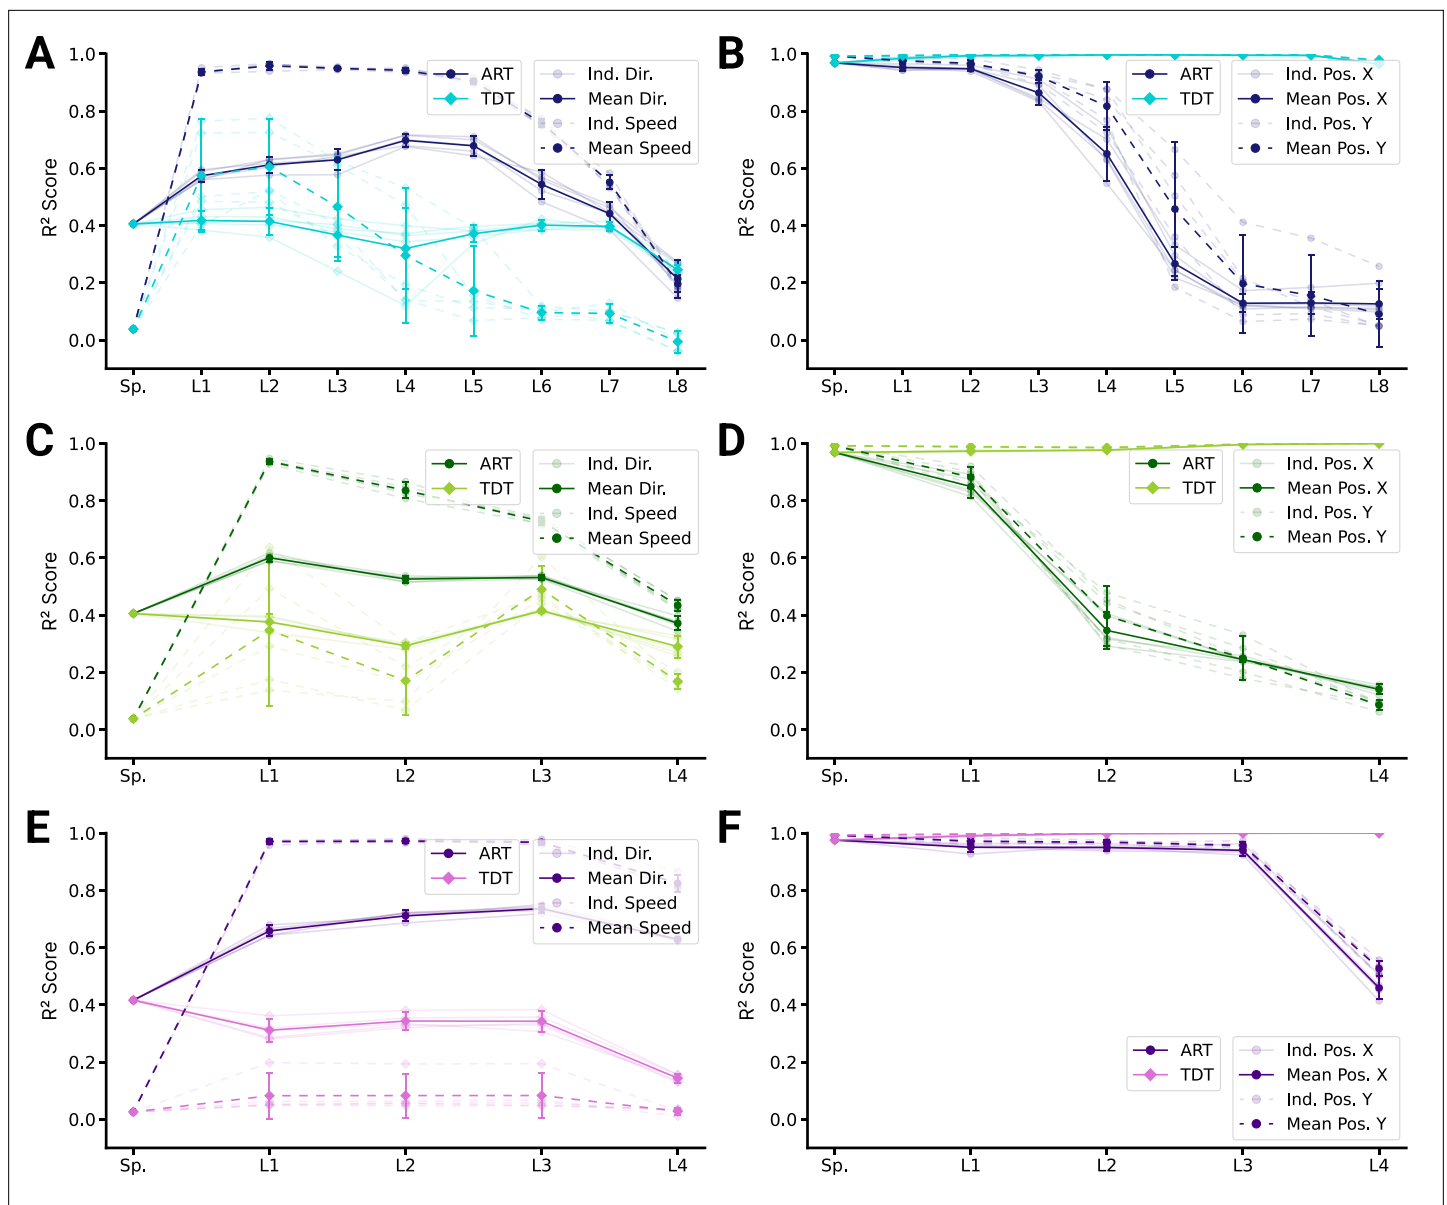 A
R² Score
1.0
0.8
0.6
0.4
0.2
0.0
Sp. L1 L2 L3 L4 L5 L6 L7 L8
ART
TDT
Ind. Dir.
Mean Dir.
Ind. Speed
Mean Speed
B
R² Score
1.0
0.8
0.6
0.4
0.2
0.0
Sp. L1 L2 L3 L4 L5 L6 L7 L8
ART
TDT
Ind. Pos. X
Mean Pos. X
Ind. Pos. Y
Mean Pos. Y
C
R² Score
1.0
0.8
0.6
0.4
0.2
0.0
Sp. L1 L2 L3 L4
ART
TDT
Ind. Dir.
Mean Dir.
Ind. Speed
Mean Speed
D
R² Score
1.0
0.8
0.6
0.4
0.2
0.0
Sp. L1 L2 L3 L4
ART
TDT
Ind. Pos. X
Mean Pos. X
Ind. Pos. Y
Mean Pos. Y
E
R² Score
1.0
0.8
0.6
0.4
0.2
0.0
Sp. L1 L2 L3 L4
ART
TDT
Ind. Dir.
Mean Dir.
Ind. Speed
Mean Speed
F
R² Score
1.0
0.8
0.6
0.4
0.2
0.0
Sp. L1 L2 L3 L4
ART
TDT
Ind. Pos. X
Mean Pos. X
Ind. Pos. Y
Mean Pos. Y